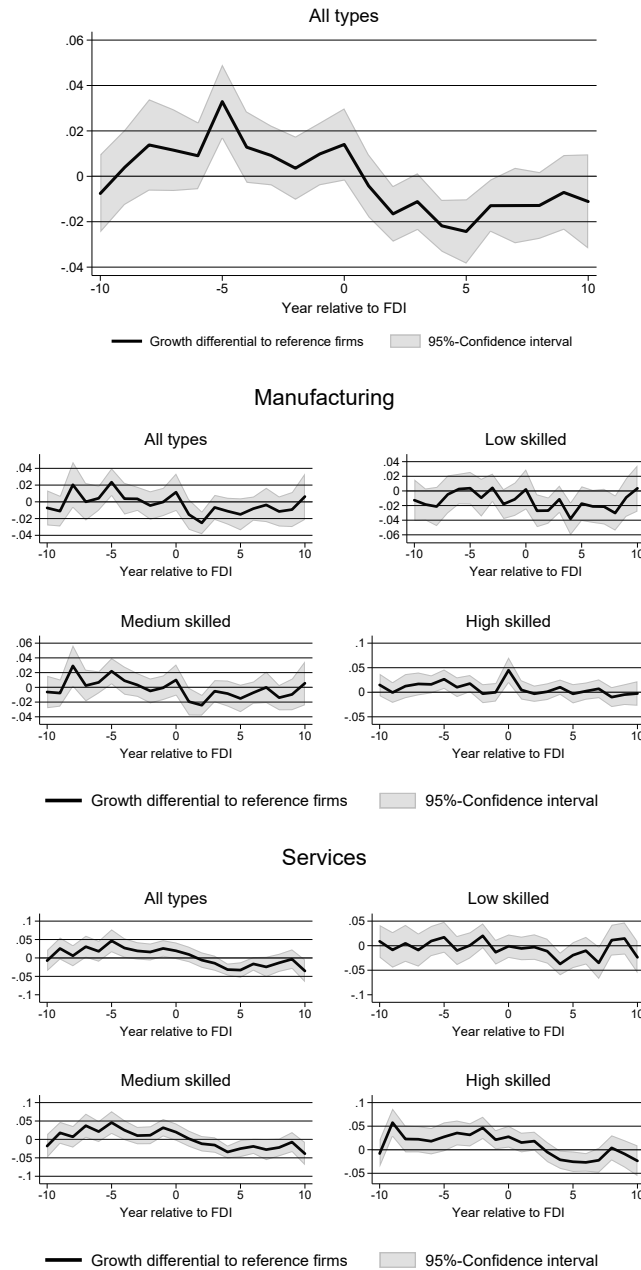 All types
.06
.04
.02
0
-.02
-.04
-10 -5 0 5 10
Year relative to FDI
Growth differential to reference firms 95%-Confidence interval
Manufacturing
All types
.04
.02
0
-.02
-.04
-10 -5 0 5 10
Year relative to FDI
Low skilled
.04
.02
0
-.02
-.04
-.06
-10 -5 0 5 10
Year relative to FDI
Medium skilled
.06
.04
.02
0
-.02
-.04
-10 -5 0 5 10
Year relative to FDI
High skilled
.1
.05
0
-.05
-10 -5 0 5 10
Year relative to FDI
Growth differential to reference firms 95%-Confidence interval
Services
All types
.1
.05
0
-.05
-.1
-10 -5 0 5 10
Year relative to FDI
Low skilled
.05
0
-.05
-.1
-10 -5 0 5 10
Year relative to FDI
Medium skilled
.1
.05
0
-.05
-.1
-10 -5 0 5 10
Year relative to FDI
High skilled
.1
.05
0
-.05
-10 -5 0 5 10
Year relative to FDI
Growth differential to reference firms 95%-Confidence interval